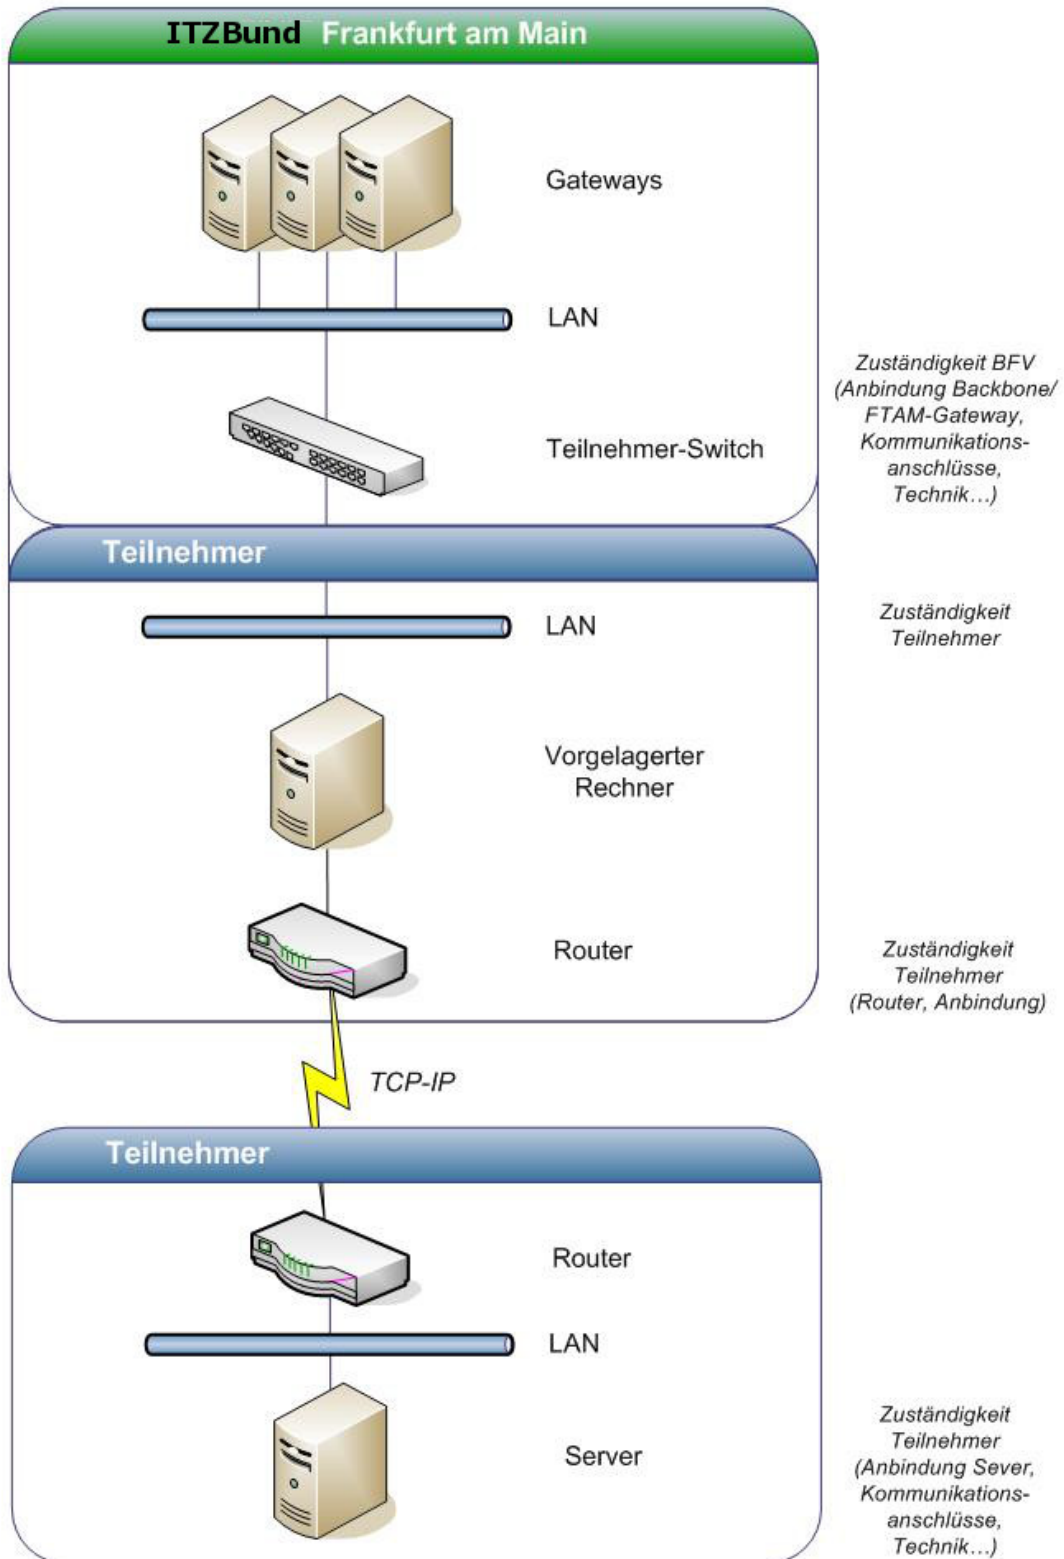 ITZBund Frankfurt am Main
Gateways
LAN
Zuständigkeit BFV
(Anbindung Backbone/
FTAM-Gateway,
Kommunikations-
anschlüsse,
Technik...)
Teilnehmer-Switch
Teilnehmer
LAN
Zuständigkeit
Teilnehmer
Vorgelagerter
Rechner
Router
Zuständigkeit
Teilnehmer
(Router, Anbindung)
TCP-IP
Teilnehmer
Router
LAN
Server
Zuständigkeit
Teilnehmer
(Anbindung Sever,
Kommunikations-
anschlüsse,
Technik...)